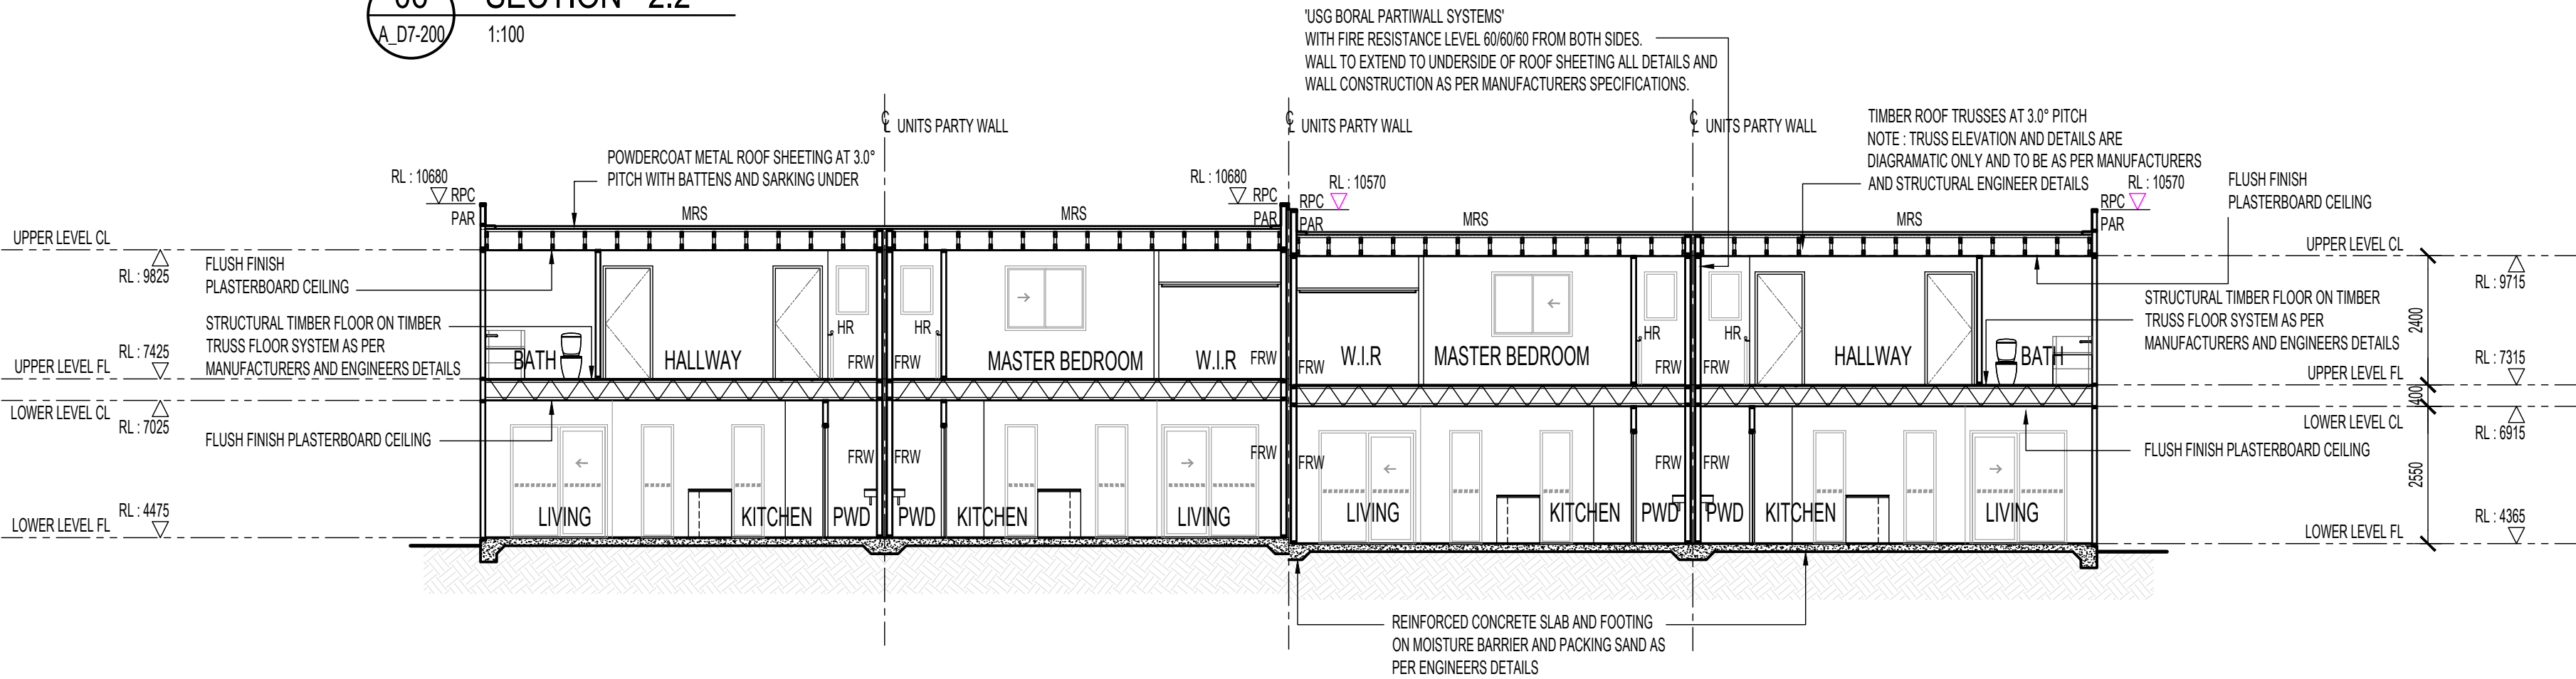 SECTION 2.2
A_D7-200
1:100
'USG BORAL PARTIWALL SYSTEMS'
WITH FIRE RESISTANCE LEVEL 60/60/60 FROM BOTH SIDES.
WALL TO EXTEND TO UNDERSIDE OF ROOF SHEETING ALL DETAILS AND
WALL CONSTRUCTION AS PER MANUFACTURERS SPECIFICATIONS.
UNITS PARTY WALL
UNITS PARTY WALL
UNITS PARTY WALL
TIMBER ROOF TRUSSES AT 3.0° PITCH
NOTE : TRUSS ELEVATION AND DETAILS ARE
DIAGRAMATIC ONLY AND TO BE AS PER MANUFACTURERS
AND STRUCTURAL ENGINEER DETAILS
POWDERCOAT METAL ROOF SHEETING AT 3.0°
PITCH WITH BATTENS AND SARKING UNDER
RL : 10680
RPC
PAR
RL : 10680
RPC
PAR
RL : 10570
RPC
PAR
RL : 10570
RPC
PAR
FLUSH FINISH
PLASTERBOARD CEILING
MRS
MRS
MRS
MRS
UPPER LEVEL CL
RL : 9825
FLUSH FINISH
PLASTERBOARD CEILING
UPPER LEVEL CL
RL : 9715
STRUCTURAL TIMBER FLOOR ON TIMBER
TRUSS FLOOR SYSTEM AS PER
MANUFACTURERS AND ENGINEERS DETAILS
STRUCTURAL TIMBER FLOOR ON TIMBER
TRUSS FLOOR SYSTEM AS PER
MANUFACTURERS AND ENGINEERS DETAILS
2400
HR
HR
HR
HR
RL : 7425
UPPER LEVEL FL
BATH
HALLWAY
FRW
FRW
MASTER BEDROOM
W.I.R
FRW
FRW
W.I.R
MASTER BEDROOM
FRW
FRW
HALLWAY
BATH
RL : 7315
UPPER LEVEL FL
400
LOWER LEVEL CL
RL : 7025
LOWER LEVEL CL
RL : 6915
FLUSH FINISH PLASTERBOARD CEILING
FLUSH FINISH PLASTERBOARD CEILING
FRW
FRW
FRW
FRW
FRW
FRW
2550
RL : 4475
LOWER LEVEL FL
LIVING
KITCHEN
PWD
PWD
KITCHEN
LIVING
LIVING
KITCHEN
PWD
PWD
KITCHEN
LIVING
RL : 4365
LOWER LEVEL FL
REINFORCED CONCRETE SLAB AND FOOTING
ON MOISTURE BARRIER AND PACKING SAND AS
PER ENGINEERS DETAILS